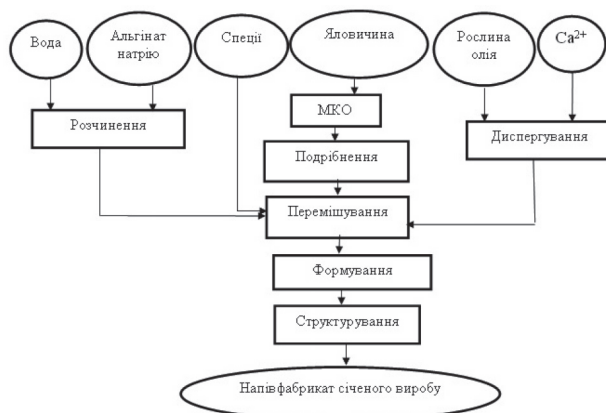 Вода
Альгінат
натрію
Спеції
Яловичина
Рослина
олія
Ca²⁺
Розчинення
МКО
Диспергування
Подрібнення
Перемішування
Формування
Структурування
Напівфабрикат січеного виробу